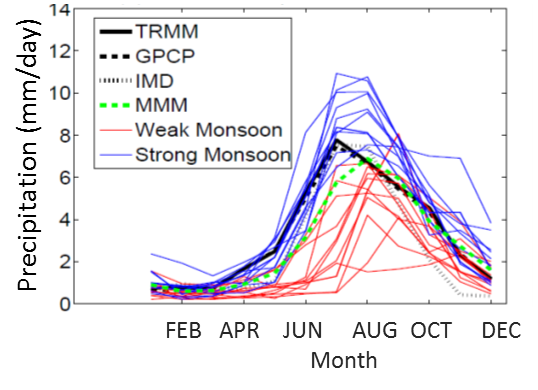 14
12
10
8
6
4
2
0
Precipitation (mm/day)
TRMM
GPCP
IMD
MMM
Weak Monsoon
Strong Monsoon
FEB APR JUN AUG OCT DEC
Month